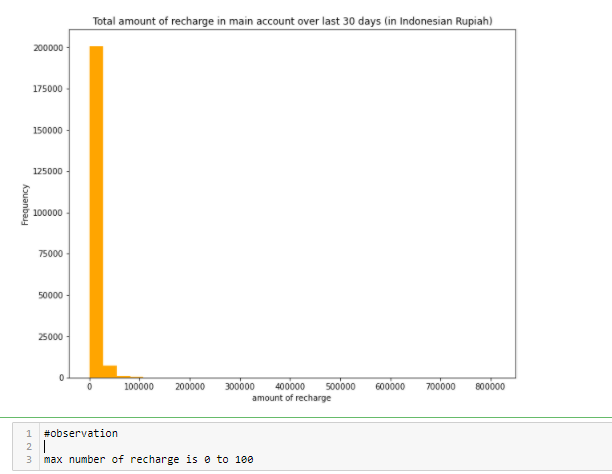 Total amount of recharge in main account over last 30 days (in Indonesian Rupiah)
200000
175000
150000
125000
100000
75000
50000
25000
0
Frequency
0 100000 200000 300000 400000 500000 600000 700000 800000
amount of recharge
1 #observation
2
3 max number of recharge is 0 to 100